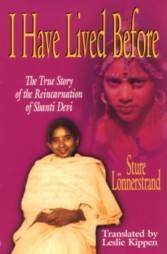 I Have Lived Before
The True Story
of the Reincarnation
of Shanti Devi
Sture
Lönnerstrand
Translated by
Leslie Kippen